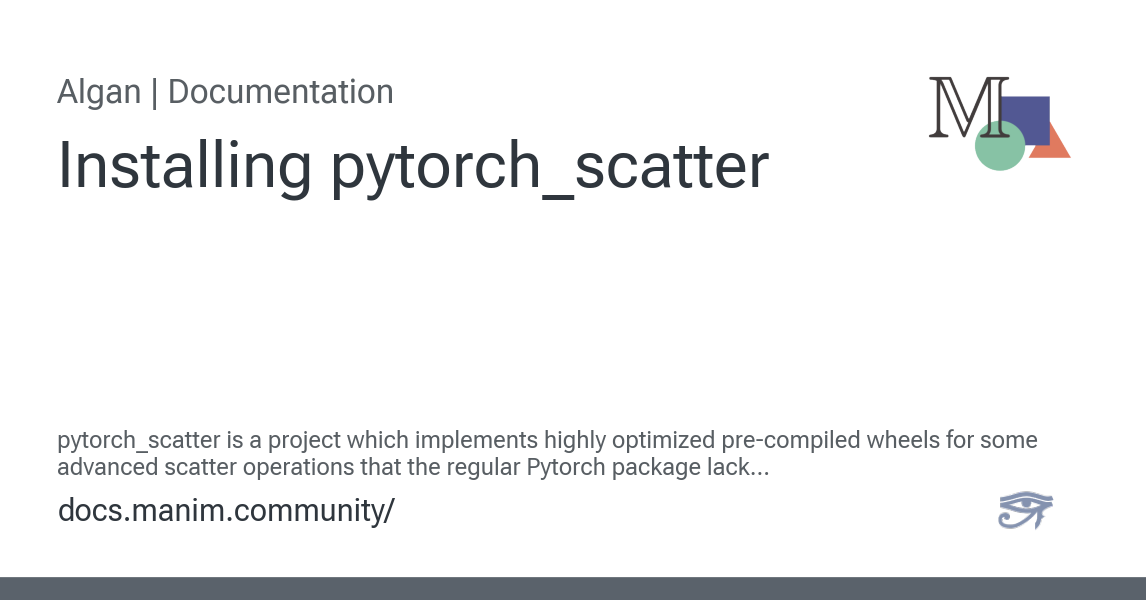 Algan | Documentation
Installing pytorch_scatter
M
pytorch_scatter is a project which implements highly optimized pre-compiled wheels for some
advanced scatter operations that the regular Pytorch package lack...
docs.manim.community/